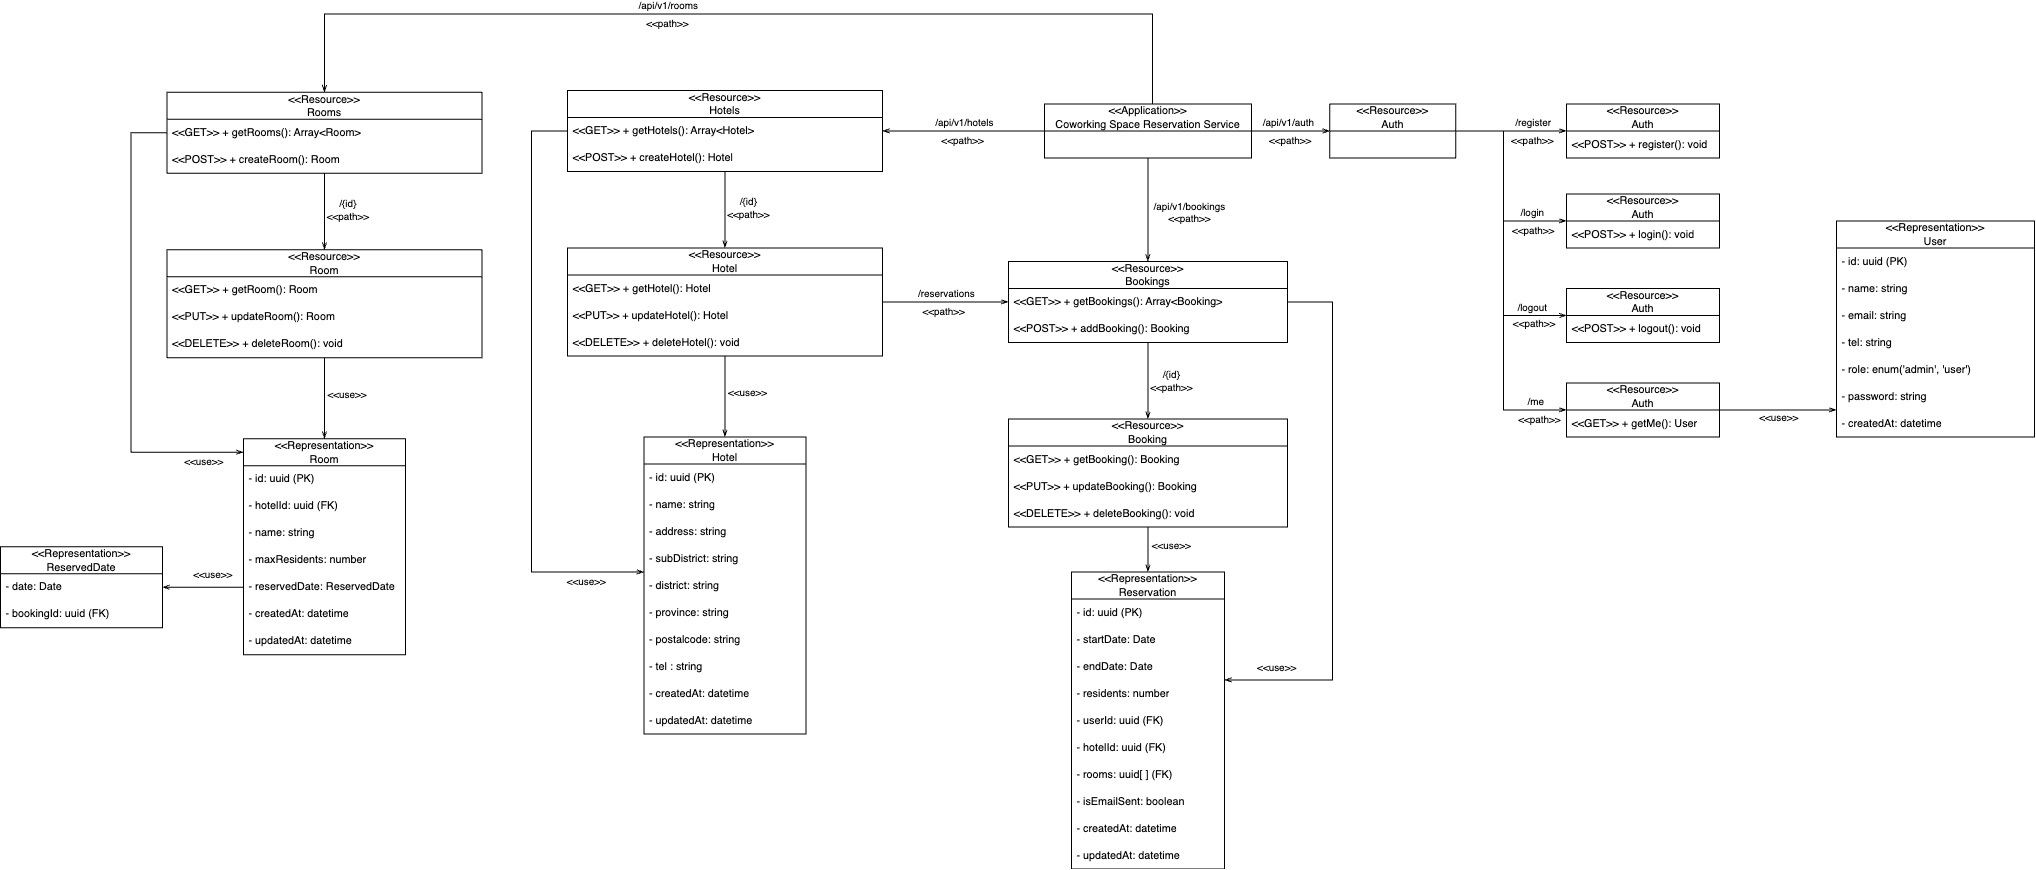 /api/v1/rooms
<<path>>
<<Resource>>
Rooms
<<GET>> + getRooms(): Array<Room>
<<POST>> + createRoom(): Room
/{id}
<<path>>
<<Resource>>
Room
<<GET>> + getRoom(): Room
<<PUT>> + updateRoom(): Room
<<DELETE>> + deleteRoom(): void
<<use>>
<<use>>
<<Representation>>
Room
- id: uuid (PK)
- hotelId: uuid (FK)
- name: string
- maxResidents: number
- reservedDate: ReservedDate
- createdAt: datetime
- updatedAt: datetime
<<use>>
<<Representation>>
ReservedDate
- date: Date
- bookingId: uuid (FK)
<<Resource>>
Hotels
<<GET>> + getHotels(): Array<Hotel>
<<POST>> + createHotel(): Hotel
/{id}
<<path>>
<<Resource>>
Hotel
<<GET>> + getHotel(): Hotel
<<PUT>> + updateHotel(): Hotel
<<DELETE>> + deleteHotel(): void
<<use>>
<<use>>
<<Representation>>
Hotel
- id: uuid (PK)
- name: string
- address: string
- subDistrict: string
- district: string
- province: string
- postalcode: string
- tel : string
- createdAt: datetime
- updatedAt: datetime
/api/v1/hotels
<<path>>
<<Application>>
Coworking Space Reservation Service
/api/v1/bookings
<<path>>
/reservations
<<path>>
<<Resource>>
Bookings
<<GET>> + getBookings(): Array<Booking>
<<POST>> + addBooking(): Booking
/{id}
<<path>>
<<Resource>>
Booking
<<GET>> + getBooking(): Booking
<<PUT>> + updateBooking(): Booking
<<DELETE>> + deleteBooking(): void
<<use>>
<<use>>
<<Representation>>
Reservation
- id: uuid (PK)
- startDate: Date
- endDate: Date
- residents: number
- userId: uuid (FK)
- hotelId: uuid (FK)
- rooms: uuid[ ] (FK)
- isEmailSent: boolean
- createdAt: datetime
- updatedAt: datetime
/api/v1/auth
<<path>>
<<Resource>>
Auth
/register
<<path>>
<<Resource>>
Auth
<<POST>> + register(): void
/login
<<path>>
<<Resource>>
Auth
<<POST>> + login(): void
/logout
<<path>>
<<Resource>>
Auth
<<POST>> + logout(): void
/me
<<path>>
<<Resource>>
Auth
<<GET>> + getMe(): User
<<use>>
<<Representation>>
User
- id: uuid (PK)
- name: string
- email: string
- tel: string
- role: enum('admin', 'user')
- password: string
- createdAt: datetime